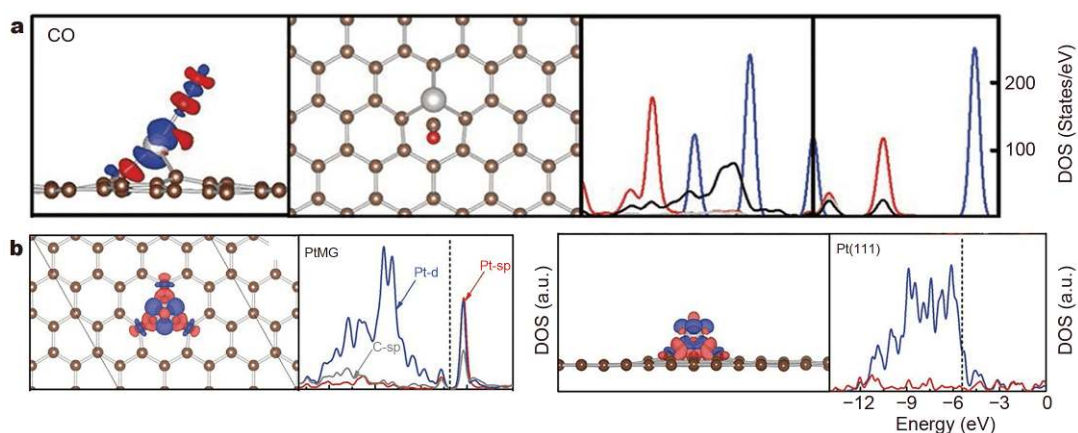 a
CO
200
100
DOS (States/eV)
b
PtMG
Pt-d
Pt-sp
C-sp
DOS (a.u.)
Pt(111)
DOS (a.u.)
−12 −9 −6 −3 0
Energy (eV)